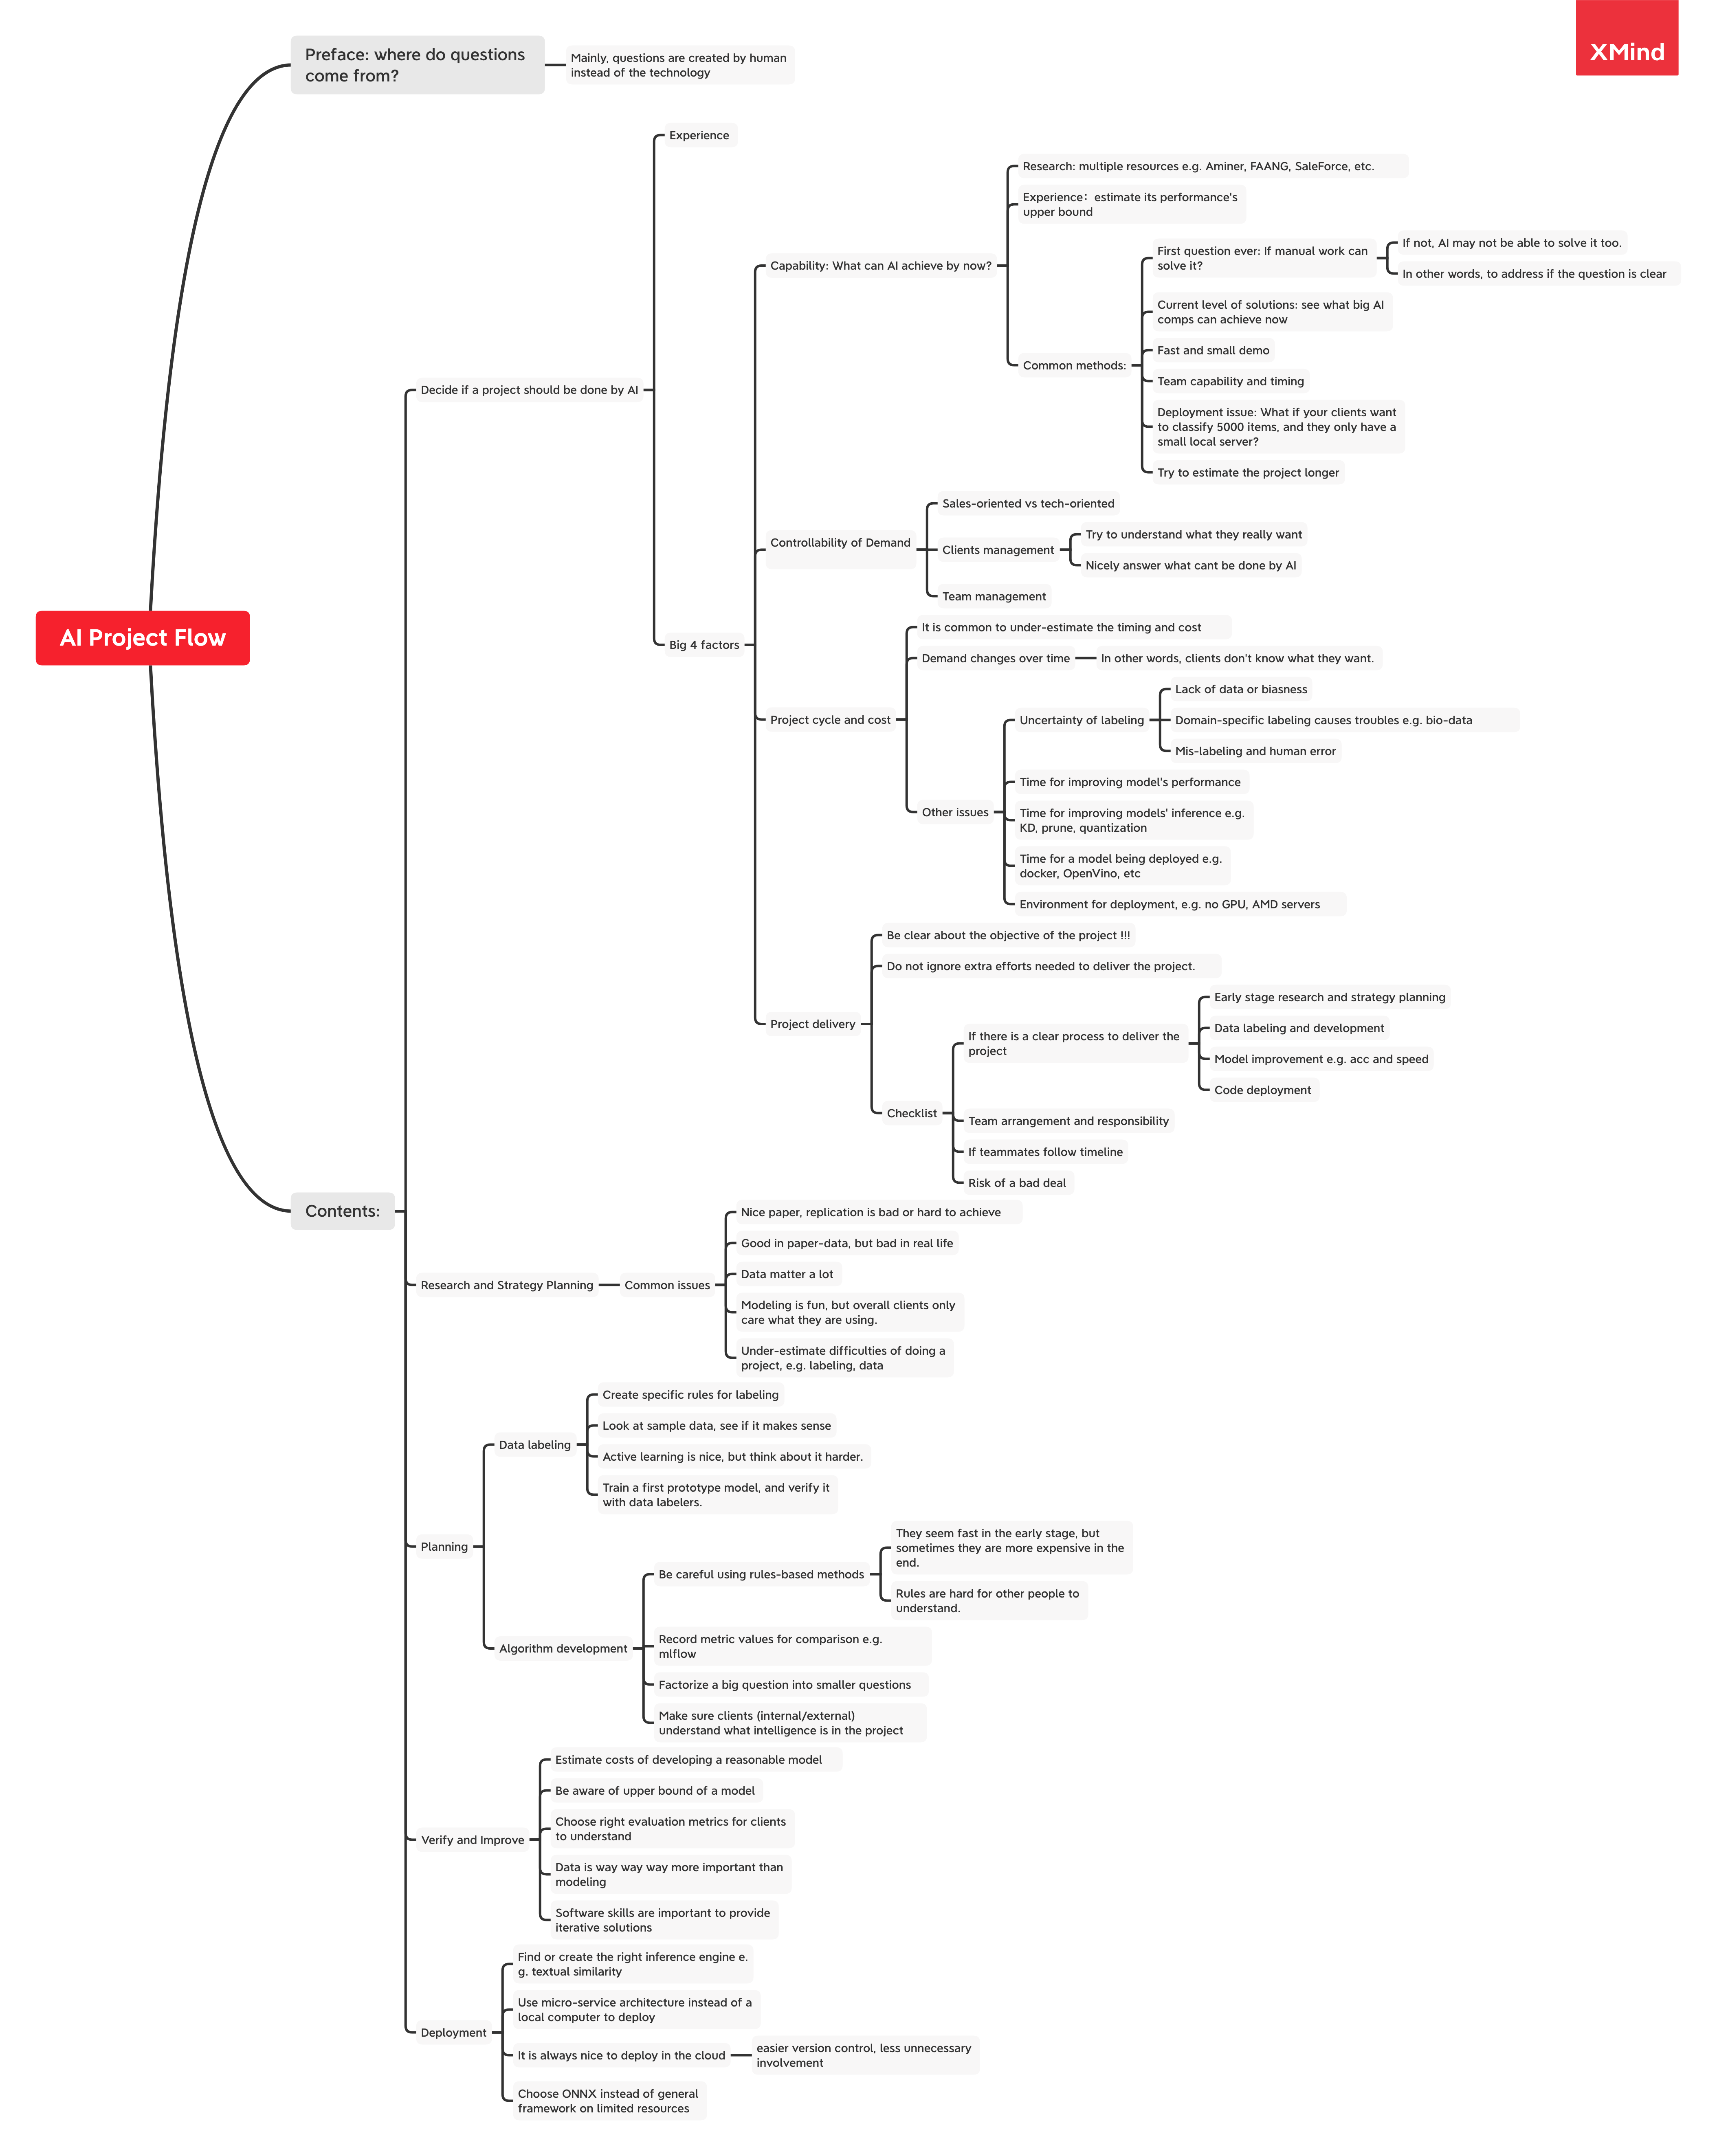 XMind
Preface: where do questions
come from?
Mainly, questions are created by human
instead of the technology
Experience
Research: multiple resources e.g. Aminer, FAANG, SaleForce, etc.
Experience：estimate its performance's
upper bound
Capability: What can AI achieve by now?
First question ever: If manual work can
solve it?
If not, AI may not be able to solve it too.
In other words, to address if the question is clear
Current level of solutions: see what big AI
comps can achieve now
Fast and small demo
Common methods:
Team capability and timing
Decide if a project should be done by AI
Deployment issue: What if your clients want
to classify 5000 items, and they only have a
small local server?
Try to estimate the project longer
Sales-oriented vs tech-oriented
Controllability of Demand
Clients management
Try to understand what they really want
Nicely answer what cant be done by AI
Team management
AI Project Flow
Big 4 factors
It is common to under-estimate the timing and cost
Demand changes over time
In other words, clients don't know what they want.
Project cycle and cost
Uncertainty of labeling
Lack of data or biasness
Domain-specific labeling causes troubles e.g. bio-data
Mis-labeling and human error
Other issues
Time for improving model's performance
Time for improving models' inference e.g.
KD, prune, quantization
Time for a model being deployed e.g.
docker, OpenVino, etc
Environment for deployment, e.g. no GPU, AMD servers
Be clear about the objective of the project !!!
Do not ignore extra efforts needed to deliver the project.
Project delivery
If there is a clear process to deliver the
project
Early stage research and strategy planning
Data labeling and development
Model improvement e.g. acc and speed
Code deployment
Checklist
Team arrangement and responsibility
If teammates follow timeline
Risk of a bad deal
Contents:
Nice paper, replication is bad or hard to achieve
Good in paper-data, but bad in real life
Research and Strategy Planning
Common issues
Data matter a lot
Modeling is fun, but overall clients only
care what they are using.
Under-estimate difficulties of doing a
project, e.g. labeling, data
Create specific rules for labeling
Look at sample data, see if it makes sense
Data labeling
Active learning is nice, but think about it harder.
Train a first prototype model, and verify it
with data labelers.
Planning
They seem fast in the early stage, but
sometimes they are more expensive in the
end.
Be careful using rules-based methods
Rules are hard for other people to
understand.
Algorithm development
Record metric values for comparison e.g.
mlflow
Factorize a big question into smaller questions
Make sure clients (internal/external)
understand what intelligence is in the project
Estimate costs of developing a reasonable model
Be aware of upper bound of a model
Verify and Improve
Choose right evaluation metrics for clients
to understand
Data is way way way more important than
modeling
Software skills are important to provide
iterative solutions
Find or create the right inference engine e.
g. textual similarity
Use micro-service architecture instead of a
local computer to deploy
Deployment
It is always nice to deploy in the cloud
easier version control, less unnecessary
involvement
Choose ONNX instead of general
framework on limited resources